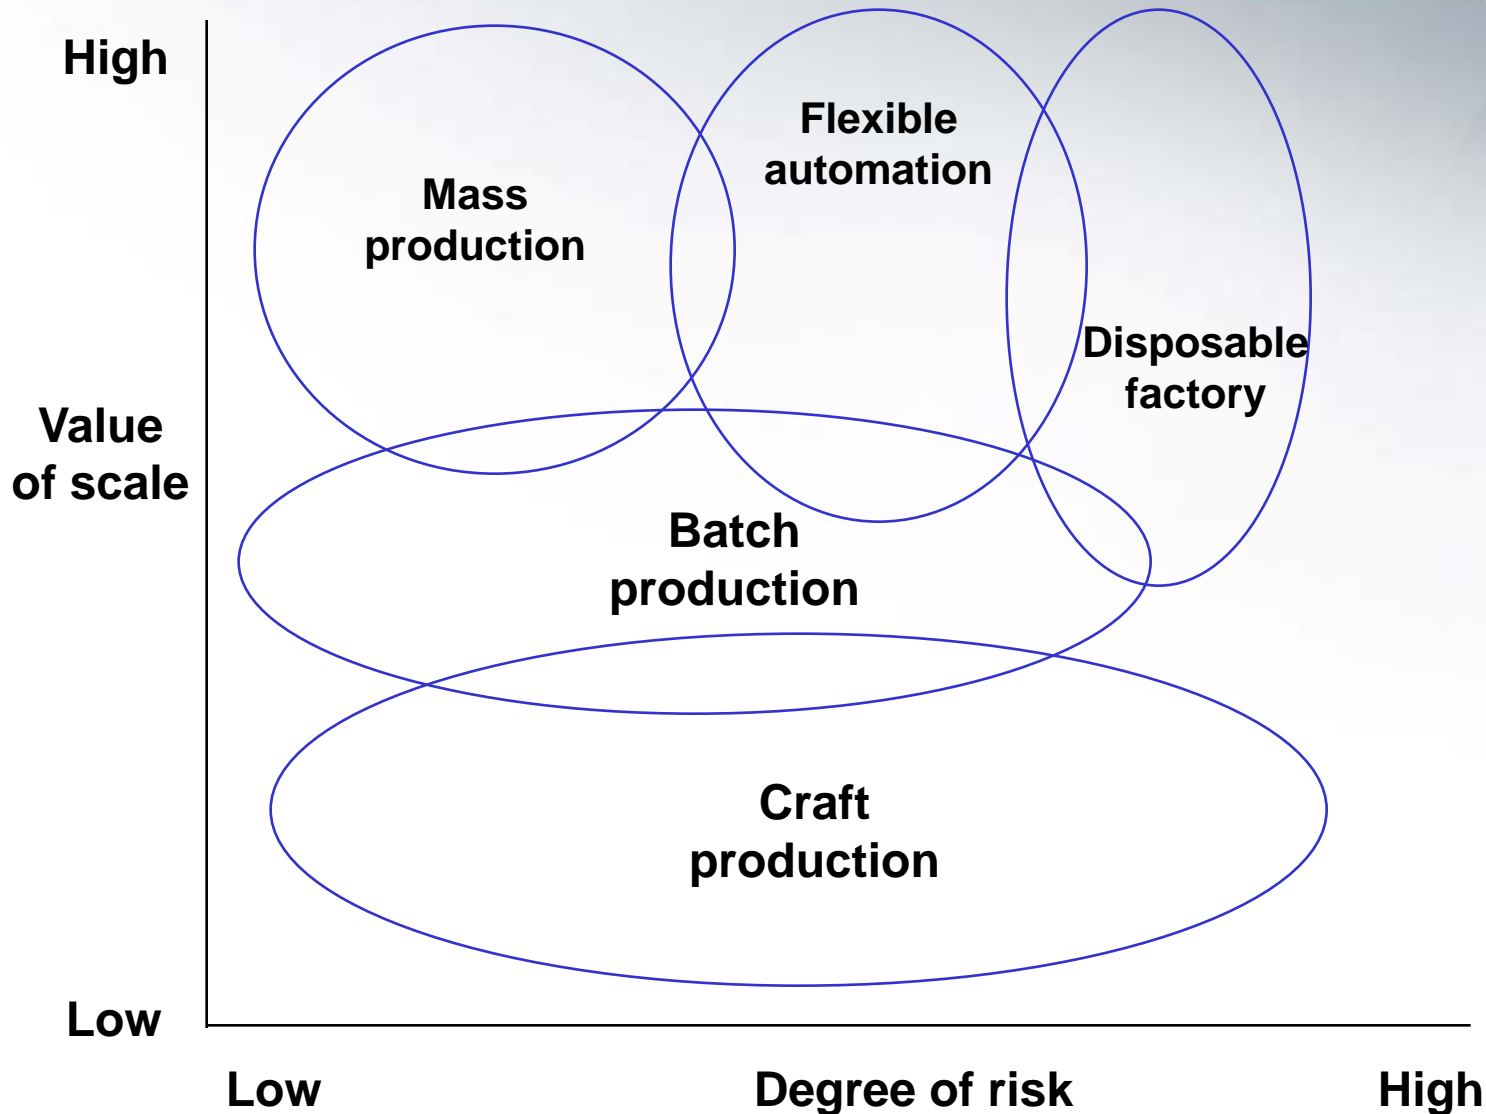 High
Flexible
automation
Mass
production
Disposable
factory
Value
of scale
Batch
production
Craft
production
Low
Low
Degree of risk
High